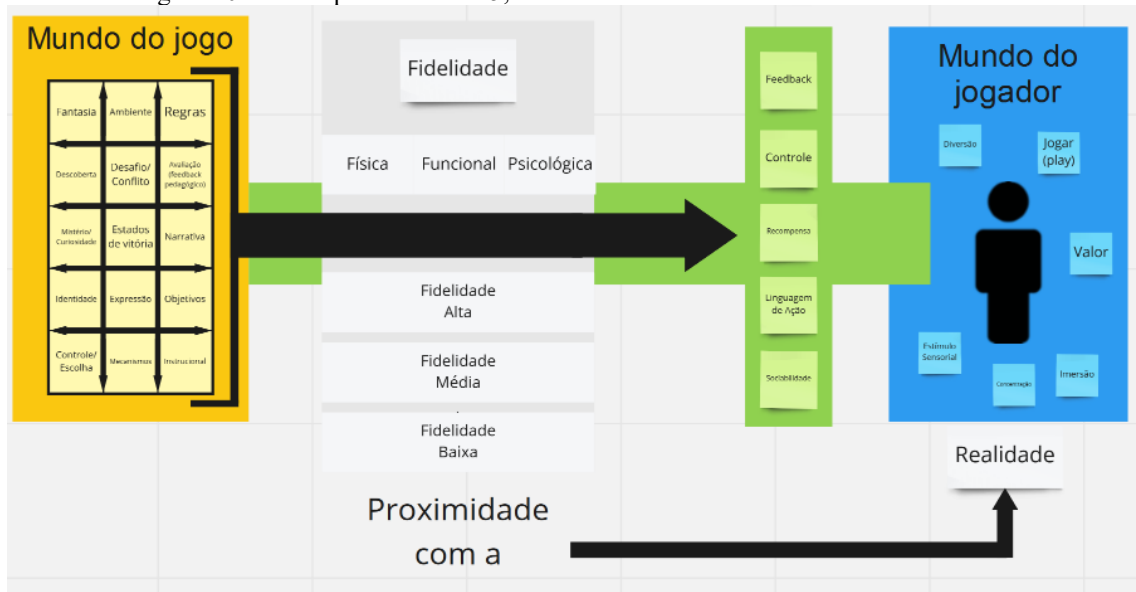 Mundo do jogo
Fantasia
Ambiente
Regras
Descoberta
Desafio/
Conflito
Avaliação
(feedback
pedagógico)
Mistério/
Curiosidade
Estados
de vitória
Narrativa
Identidade
Expressão
Objetivos
Controle/
Escolha
Mecanismos
Instrucional
Fidelidade
Física
Funcional
Psicológica
Fidelidade
Alta
Fidelidade
Média
Fidelidade
Baixa
Proximidade
com a
Feedback
Controle
Recompensa
Linguagem
de Ação
Sociabilidade
Mundo do
jogador
Diversão
Jogar
(play)
Valor
Estímulo
Sensorial
Concentração
Imersão
Realidade